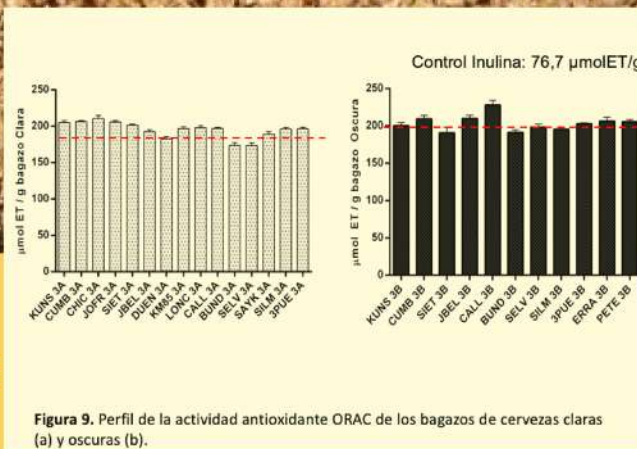 Control Inulina: 76,7 µmolET/g
µmol ET / g bagazo Clara
250
200
150
100
50
0
KUNS 3A
CUMB 3A
CHIC 3A
JOFR 3A
SIET 3A
JBEL 3A
DUEN 3A
KM85 3A
LONC 3A
CALL 3A
BUND 3A
SELV 3A
SAYK 3A
SILM 3A
3PUE 3A
µmol ET / g bagazo Oscura
250
200
150
100
50
0
KUNS 3B
CUMB 3B
SIET 3B
JBEL 3B
CALL 3B
BUND 3B
SELV 3B
SILM 3B
3PUE 3B
ERRA 3B
PETE 3B
Figura 9. Perfil de la actividad antioxidante ORAC de los bagazos de cervezas claras
(a) y oscuras (b).